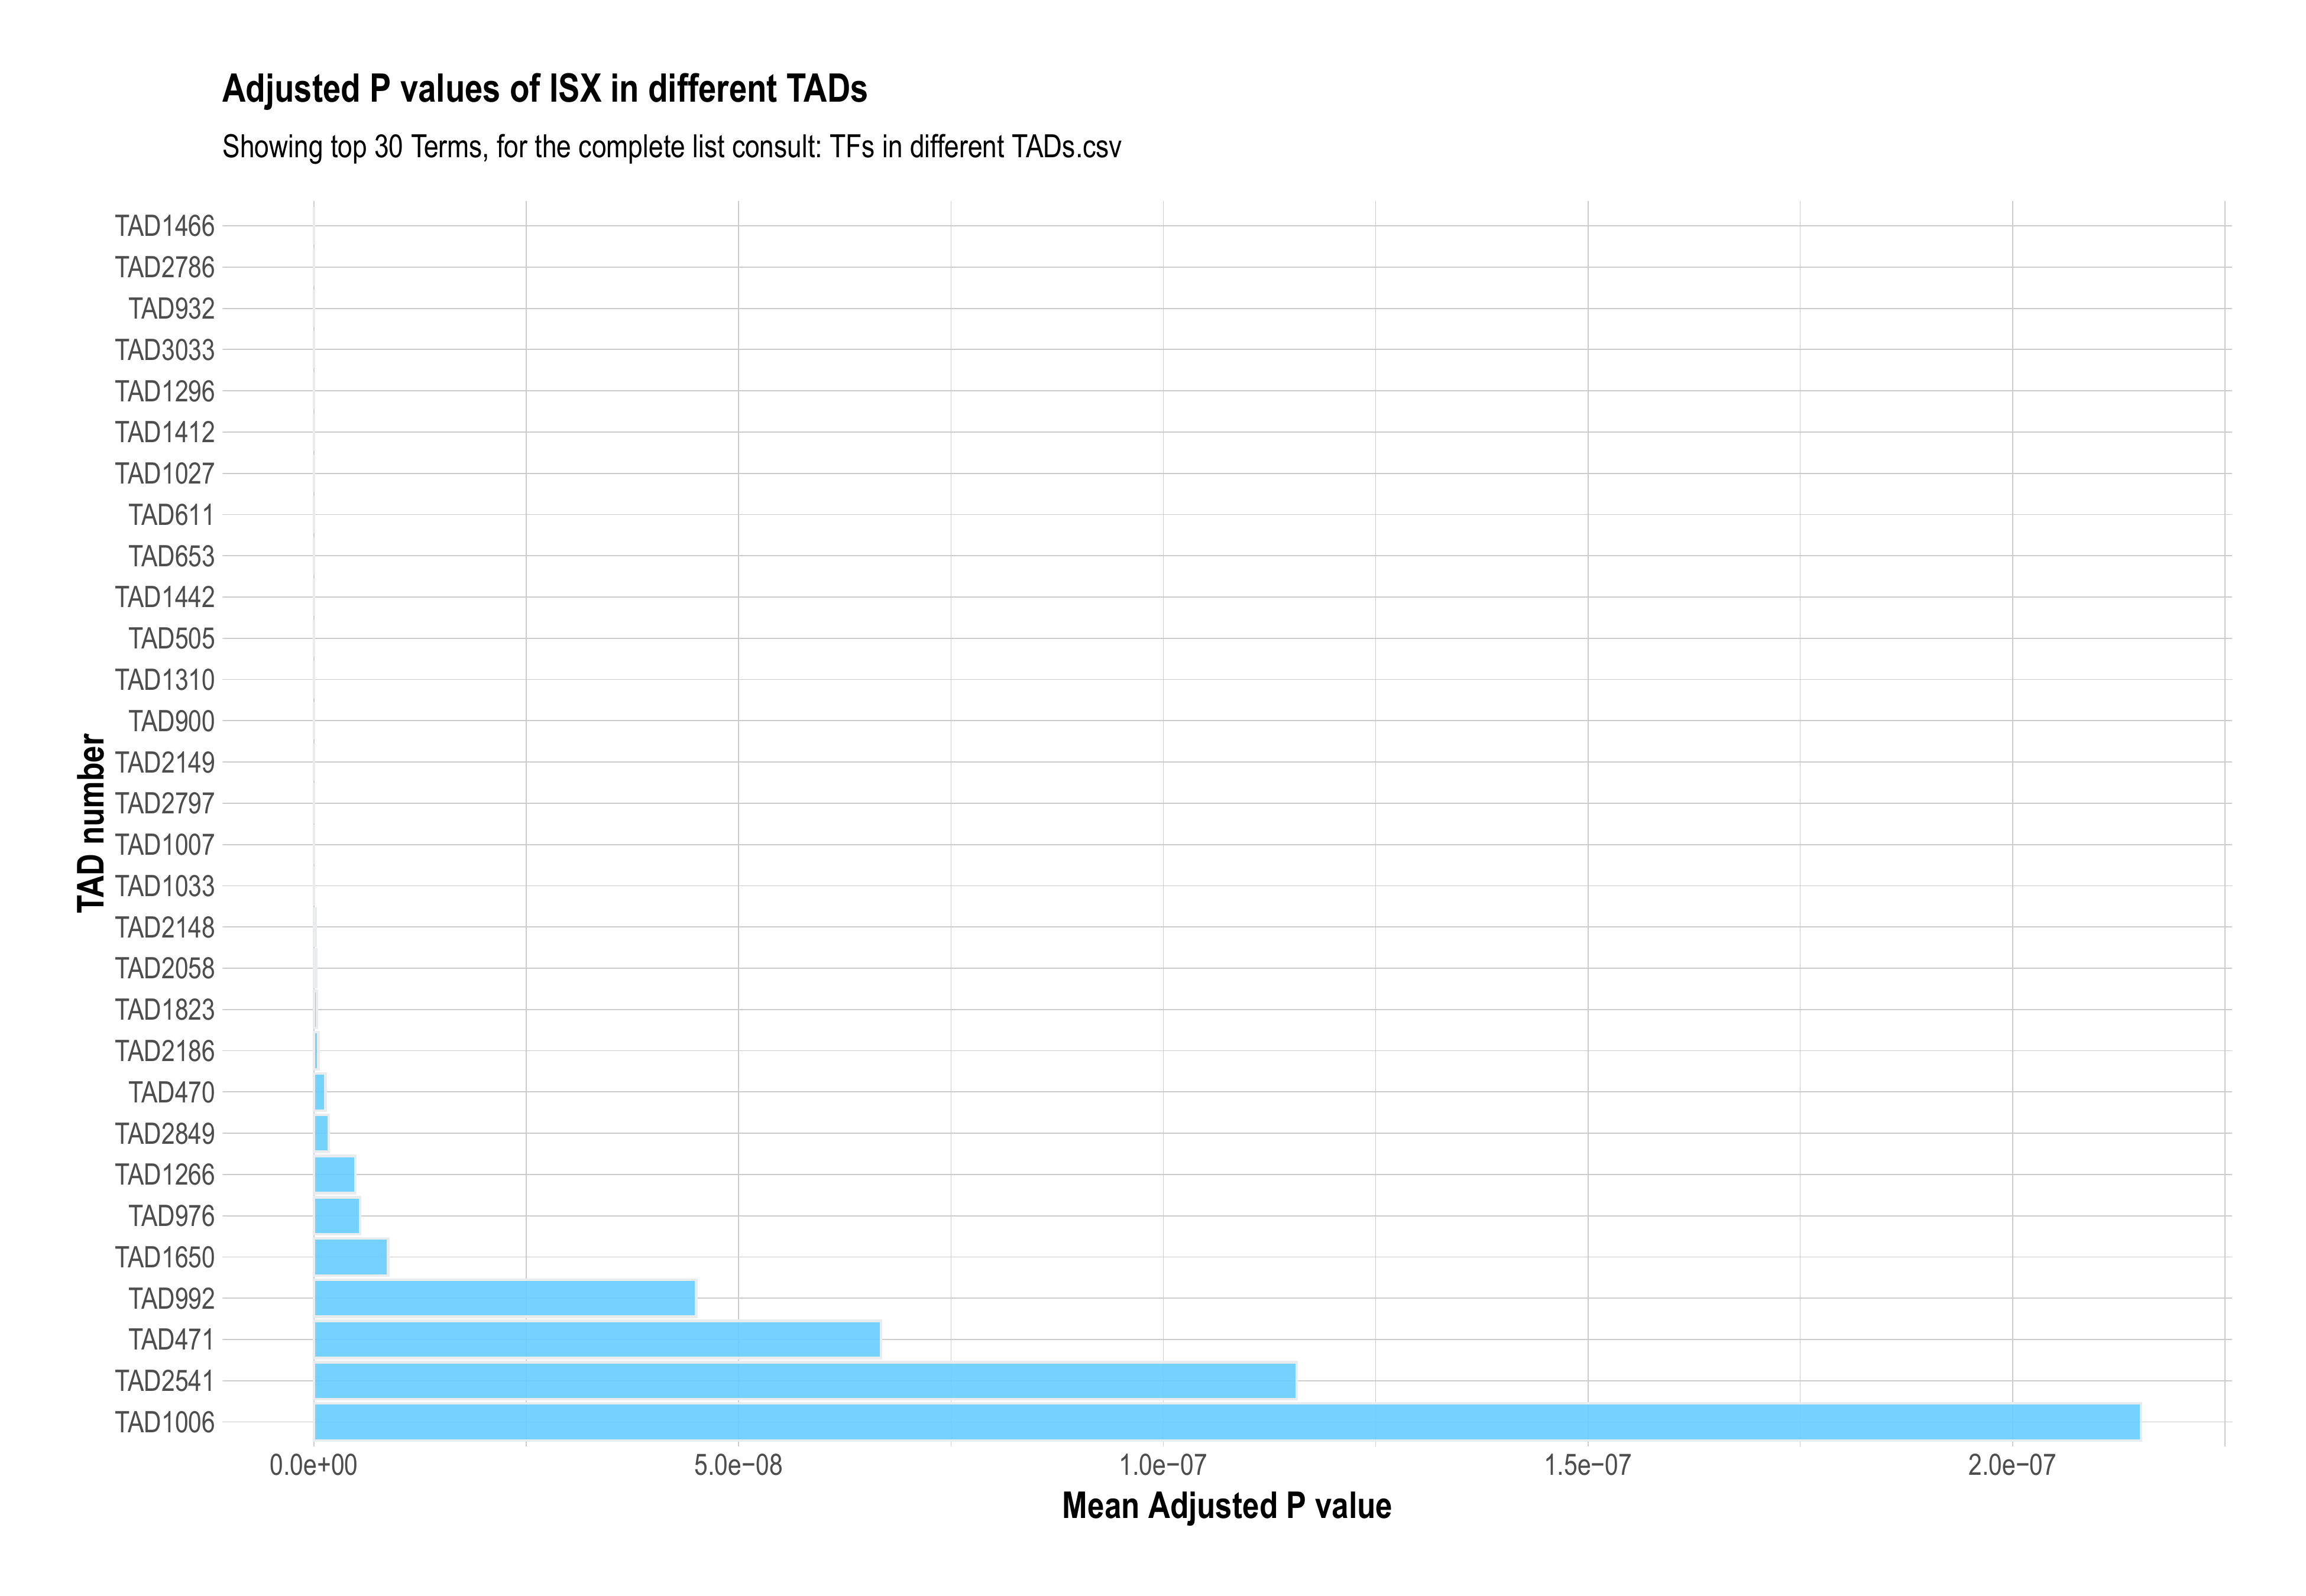 Adjusted P values of ISX in different TADs
Showing top 30 Terms, for the complete list consult: TFs in different TADs.csv
TAD number
TAD1466
TAD2786
TAD932
TAD3033
TAD1296
TAD1412
TAD1027
TAD611
TAD653
TAD1442
TAD505
TAD1310
TAD900
TAD2149
TAD2797
TAD1007
TAD1033
TAD2148
TAD2058
TAD1823
TAD2186
TAD470
TAD2849
TAD1266
TAD976
TAD1650
TAD992
TAD471
TAD2541
TAD1006
0.0e+00 5.0e−08 1.0e−07 1.5e−07 2.0e−07
Mean Adjusted P value